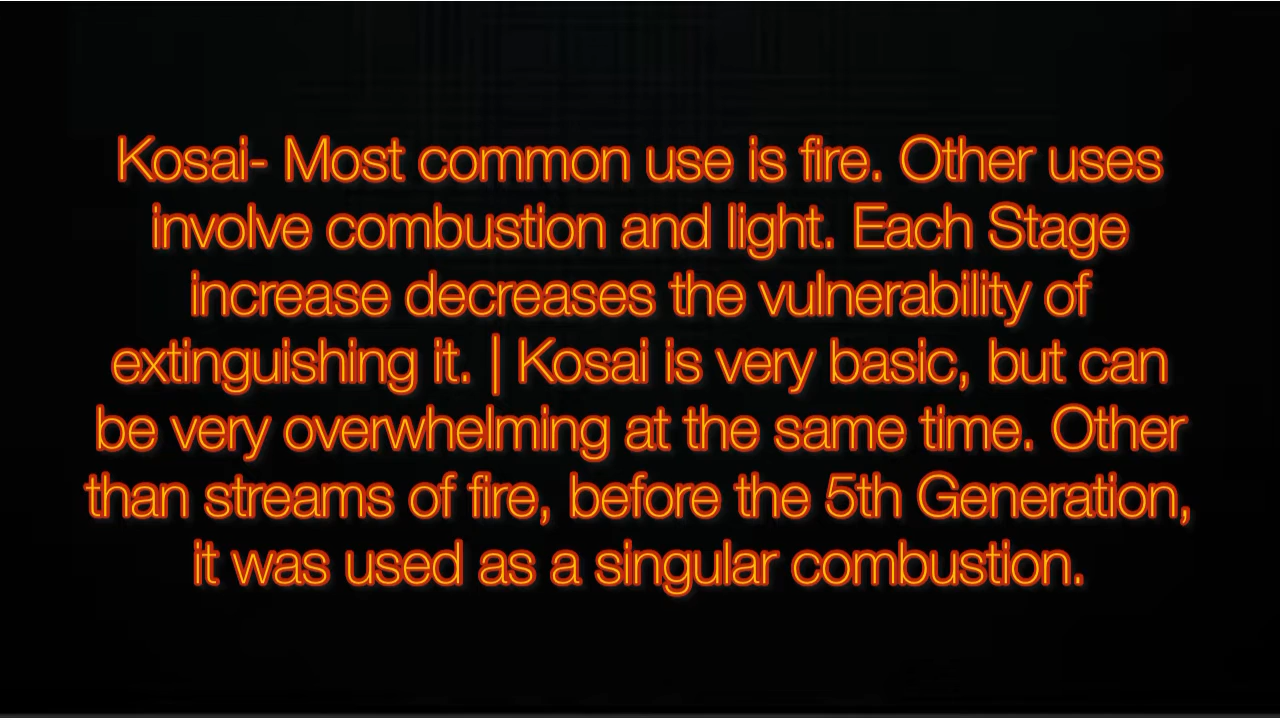 Kosai- Most common use is fire. Other uses
involve combustion and light. Each Stage
increase decreases the vulnerability of
extinguishing it. | Kosai is very basic, but can
be very overwhelming at the same time. Other
than streams of fire, before the 5th Generation,
it was used as a singular combustion.